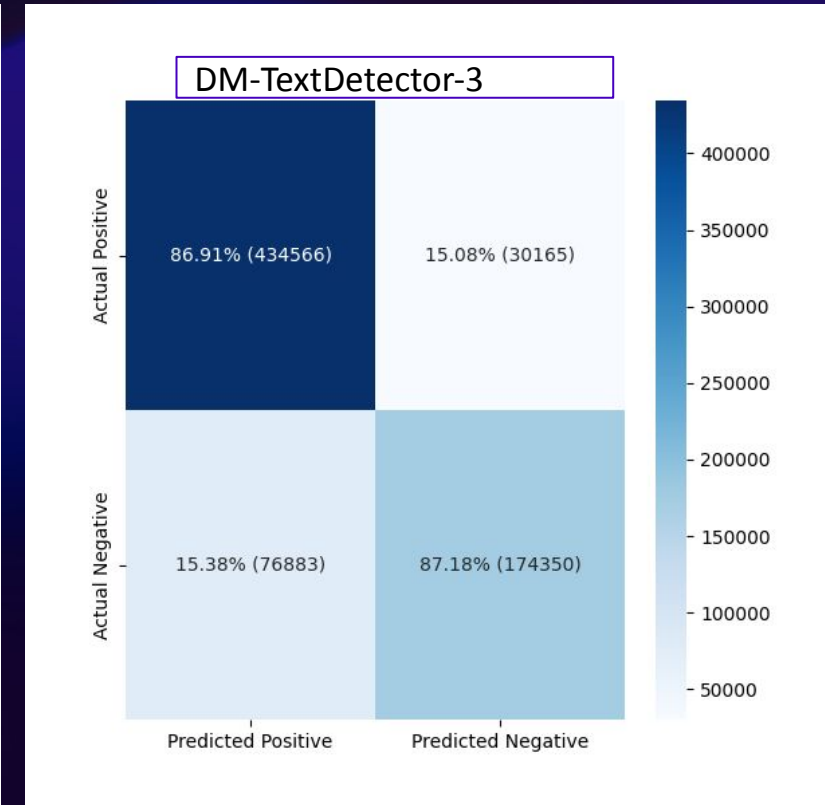 DM-TextDetector-3
Actual Positive
86.91% (434566)
15.08% (30165)
Actual Negative
15.38% (76883)
87.18% (174350)
Predicted Positive
Predicted Negative
400000
350000
300000
250000
200000
150000
100000
50000